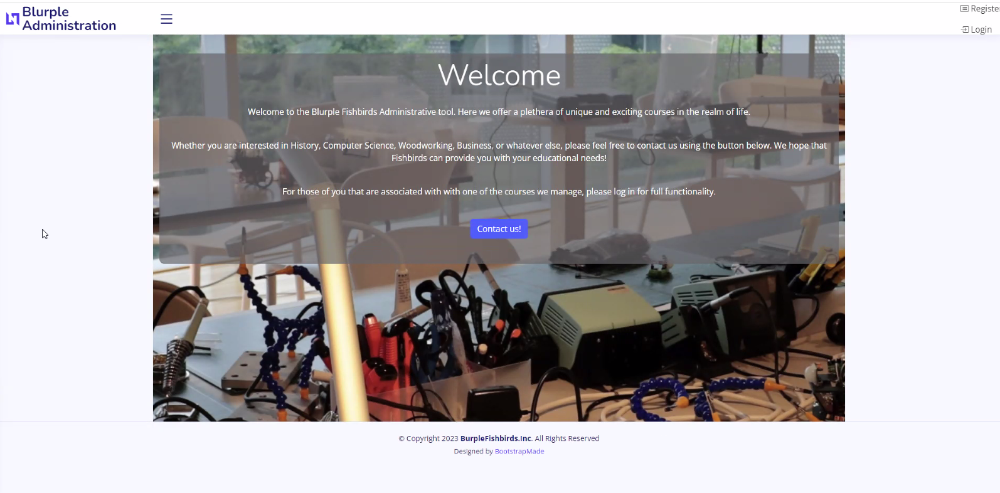 Blurple
Administration
Register
Login
Welcome
Welcome to the Blurple Fishbirds Administrative tool. Here we offer a plethera of unique and exciting courses in the realm of life.
Whether you are interested in History, Computer Science, Woodworking, Business, or whatever else, please feel free to contact us using the button below. We hope that
Fishbirds can provide you with your educational needs!
For those of you that are associated with with one of the courses we manage, please log in for full functionality.
Contact us!
© Copyright 2023 BurpleFishbirds.Inc. All Rights Reserved
Designed by BootstrapMade